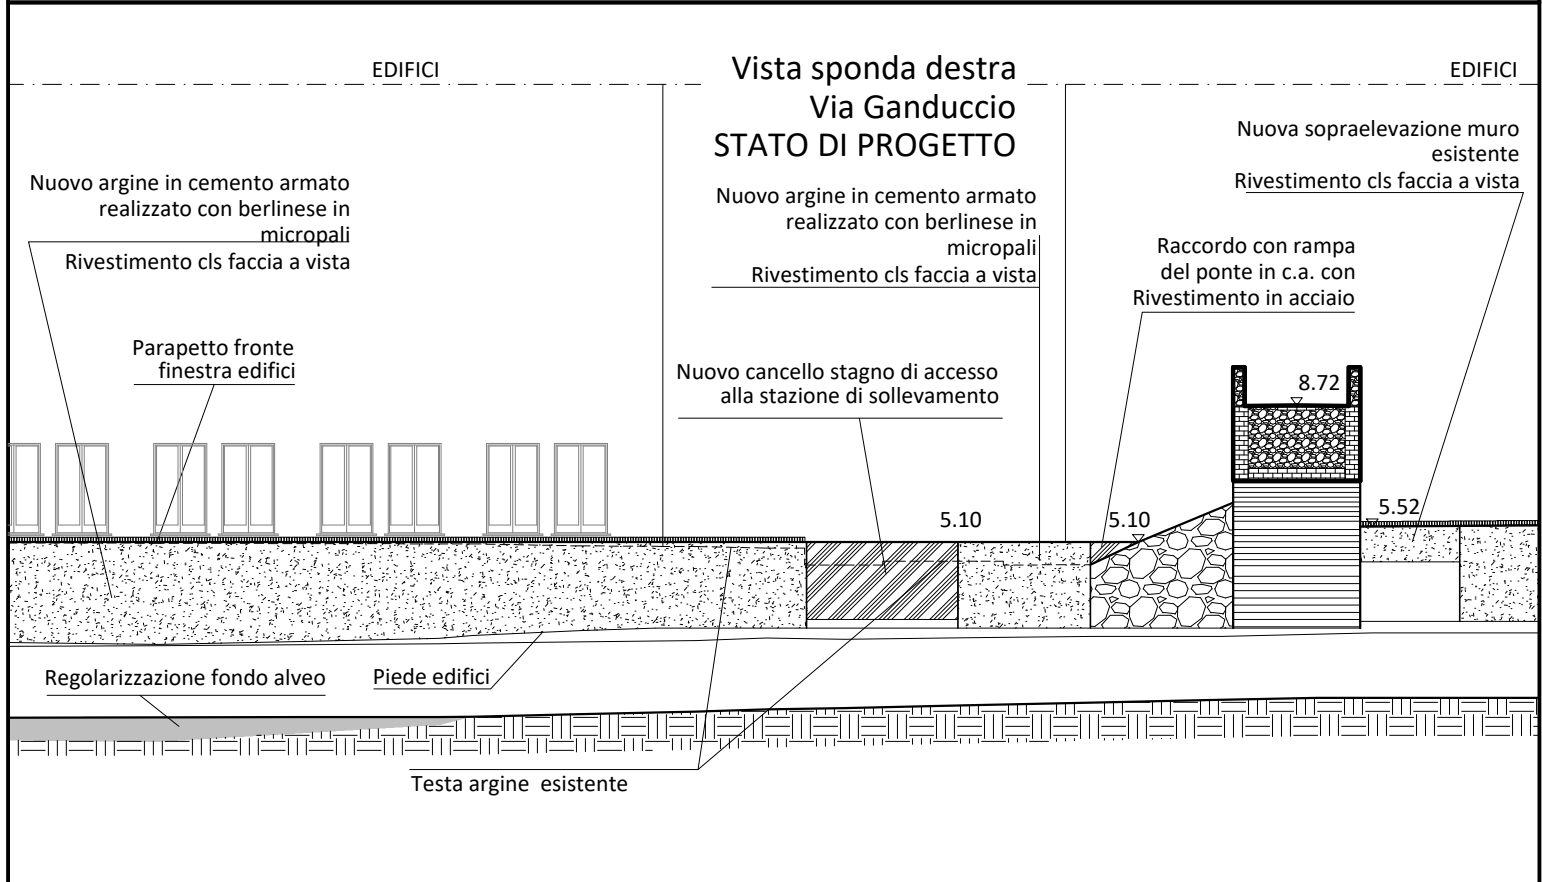 EDIFICI
Vista sponda destra
Via Ganduccio
STATO DI PROGETTO
EDIFICI
Nuova sopraelevazione muro
esistente
Rivestimento cls faccia a vista
Nuovo argine in cemento armato
realizzato con berlinese in
micropali
Rivestimento cls faccia a vista
Nuovo argine in cemento armato
realizzato con berlinese in
micropali
Rivestimento cls faccia a vista
Raccordo con rampa
del ponte in c.a. con
Rivestimento in acciaio
Parapetto fronte
finestra edifici
Nuovo cancello stagno di accesso
alla stazione di sollevamento
8.72
5.10
5.10
5.52
Regolarizzazione fondo alveo
Piede edifici
Testa argine  esistente